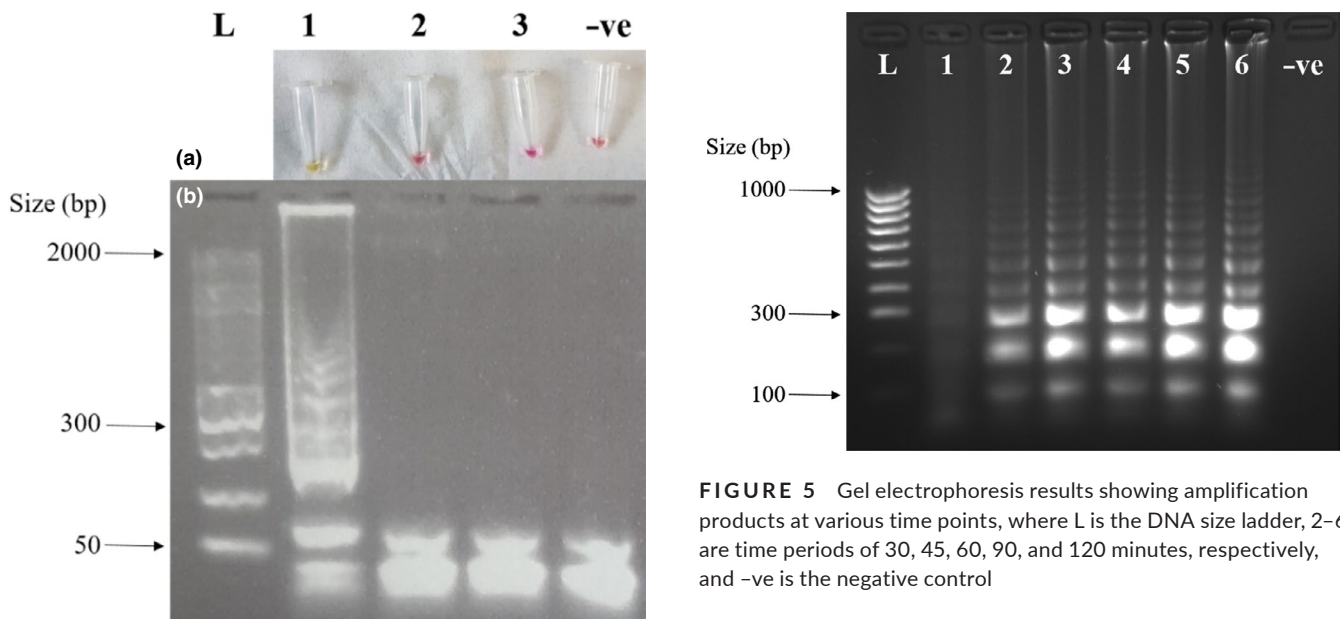 L 1 2 3 –ve
(a)
(b)
Size (bp)
2000
300
50
L 1 2 3 4 5 6 –ve
Size (bp)
1000
300
100
FIGURE 5 Gel electrophoresis results showing amplification
products at various time points, where L is the DNA size ladder, 2–6
are time periods of 30, 45, 60, 90, and 120 minutes, respectively,
and –ve is the negative control